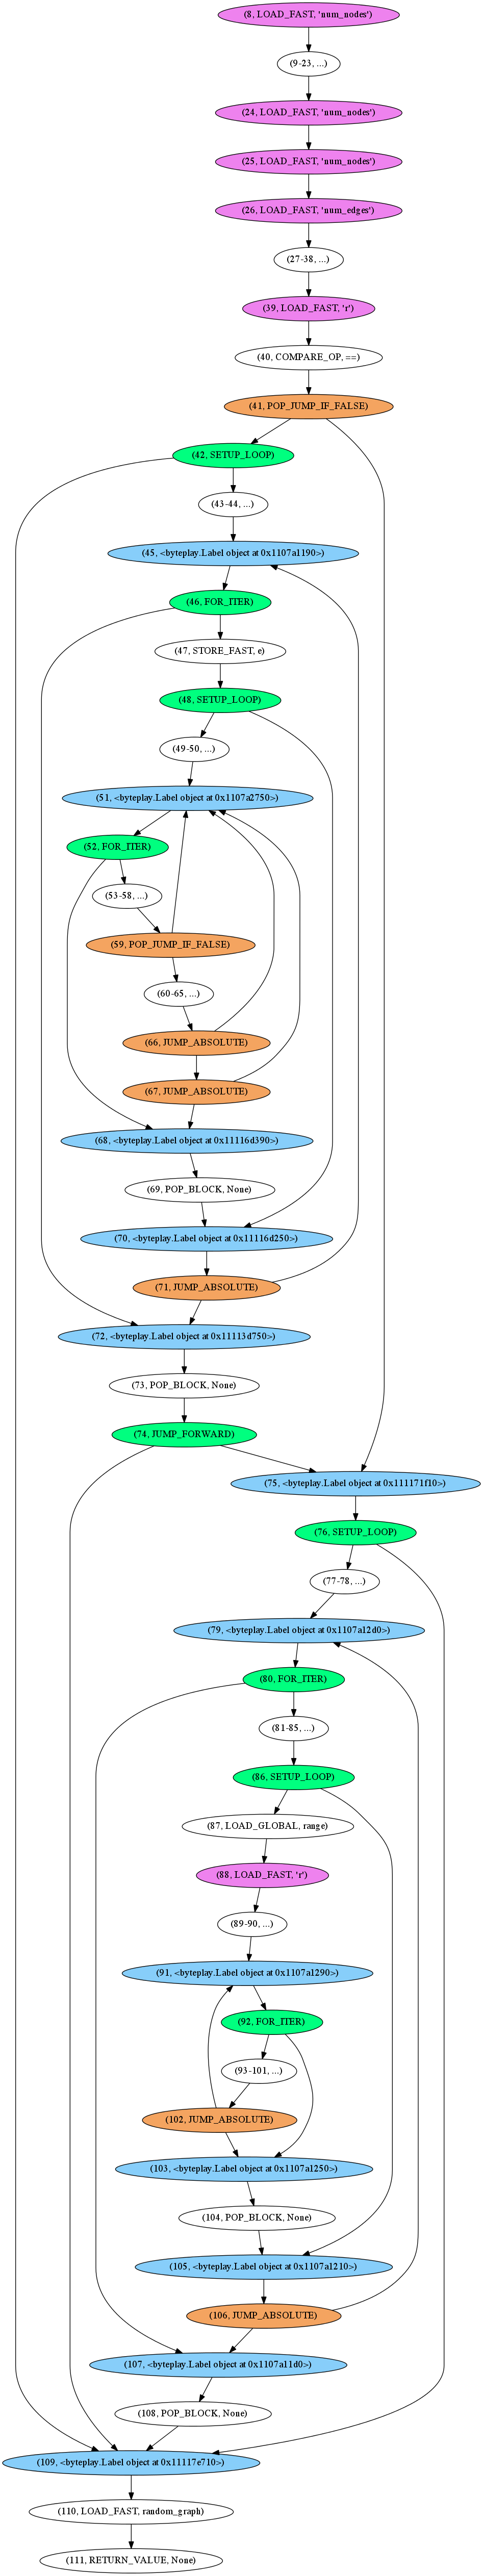 (8, LOAD_FAST, 'num_nodes')
(9-23, ...)
(24, LOAD_FAST, 'num_nodes')
(25, LOAD_FAST, 'num_nodes')
(26, LOAD_FAST, 'num_edges')
(27-38, ...)
(39, LOAD_FAST, 'r')
(40, COMPARE_OP, ==)
(41, POP_JUMP_IF_FALSE)
(42, SETUP_LOOP)
(43-44, ...)
(45, <byteplay.Label object at 0x1107a1190>)
(46, FOR_ITER)
(47, STORE_FAST, e)
(48, SETUP_LOOP)
(49-50, ...)
(51, <byteplay.Label object at 0x1107a2750>)
(52, FOR_ITER)
(53-58, ...)
(59, POP_JUMP_IF_FALSE)
(60-65, ...)
(66, JUMP_ABSOLUTE)
(67, JUMP_ABSOLUTE)
(68, <byteplay.Label object at 0x11116d390>)
(69, POP_BLOCK, None)
(70, <byteplay.Label object at 0x11116d250>)
(71, JUMP_ABSOLUTE)
(72, <byteplay.Label object at 0x11113d750>)
(73, POP_BLOCK, None)
(74, JUMP_FORWARD)
(75, <byteplay.Label object at 0x111171f10>)
(76, SETUP_LOOP)
(77-78, ...)
(79, <byteplay.Label object at 0x1107a12d0>)
(80, FOR_ITER)
(81-85, ...)
(86, SETUP_LOOP)
(87, LOAD_GLOBAL, range)
(88, LOAD_FAST, 'r')
(89-90, ...)
(91, <byteplay.Label object at 0x1107a1290>)
(92, FOR_ITER)
(93-101, ...)
(102, JUMP_ABSOLUTE)
(103, <byteplay.Label object at 0x1107a1250>)
(104, POP_BLOCK, None)
(105, <byteplay.Label object at 0x1107a1210>)
(106, JUMP_ABSOLUTE)
(107, <byteplay.Label object at 0x1107a11d0>)
(108, POP_BLOCK, None)
(109, <byteplay.Label object at 0x11117e710>)
(110, LOAD_FAST, random_graph)
(111, RETURN_VALUE, None)